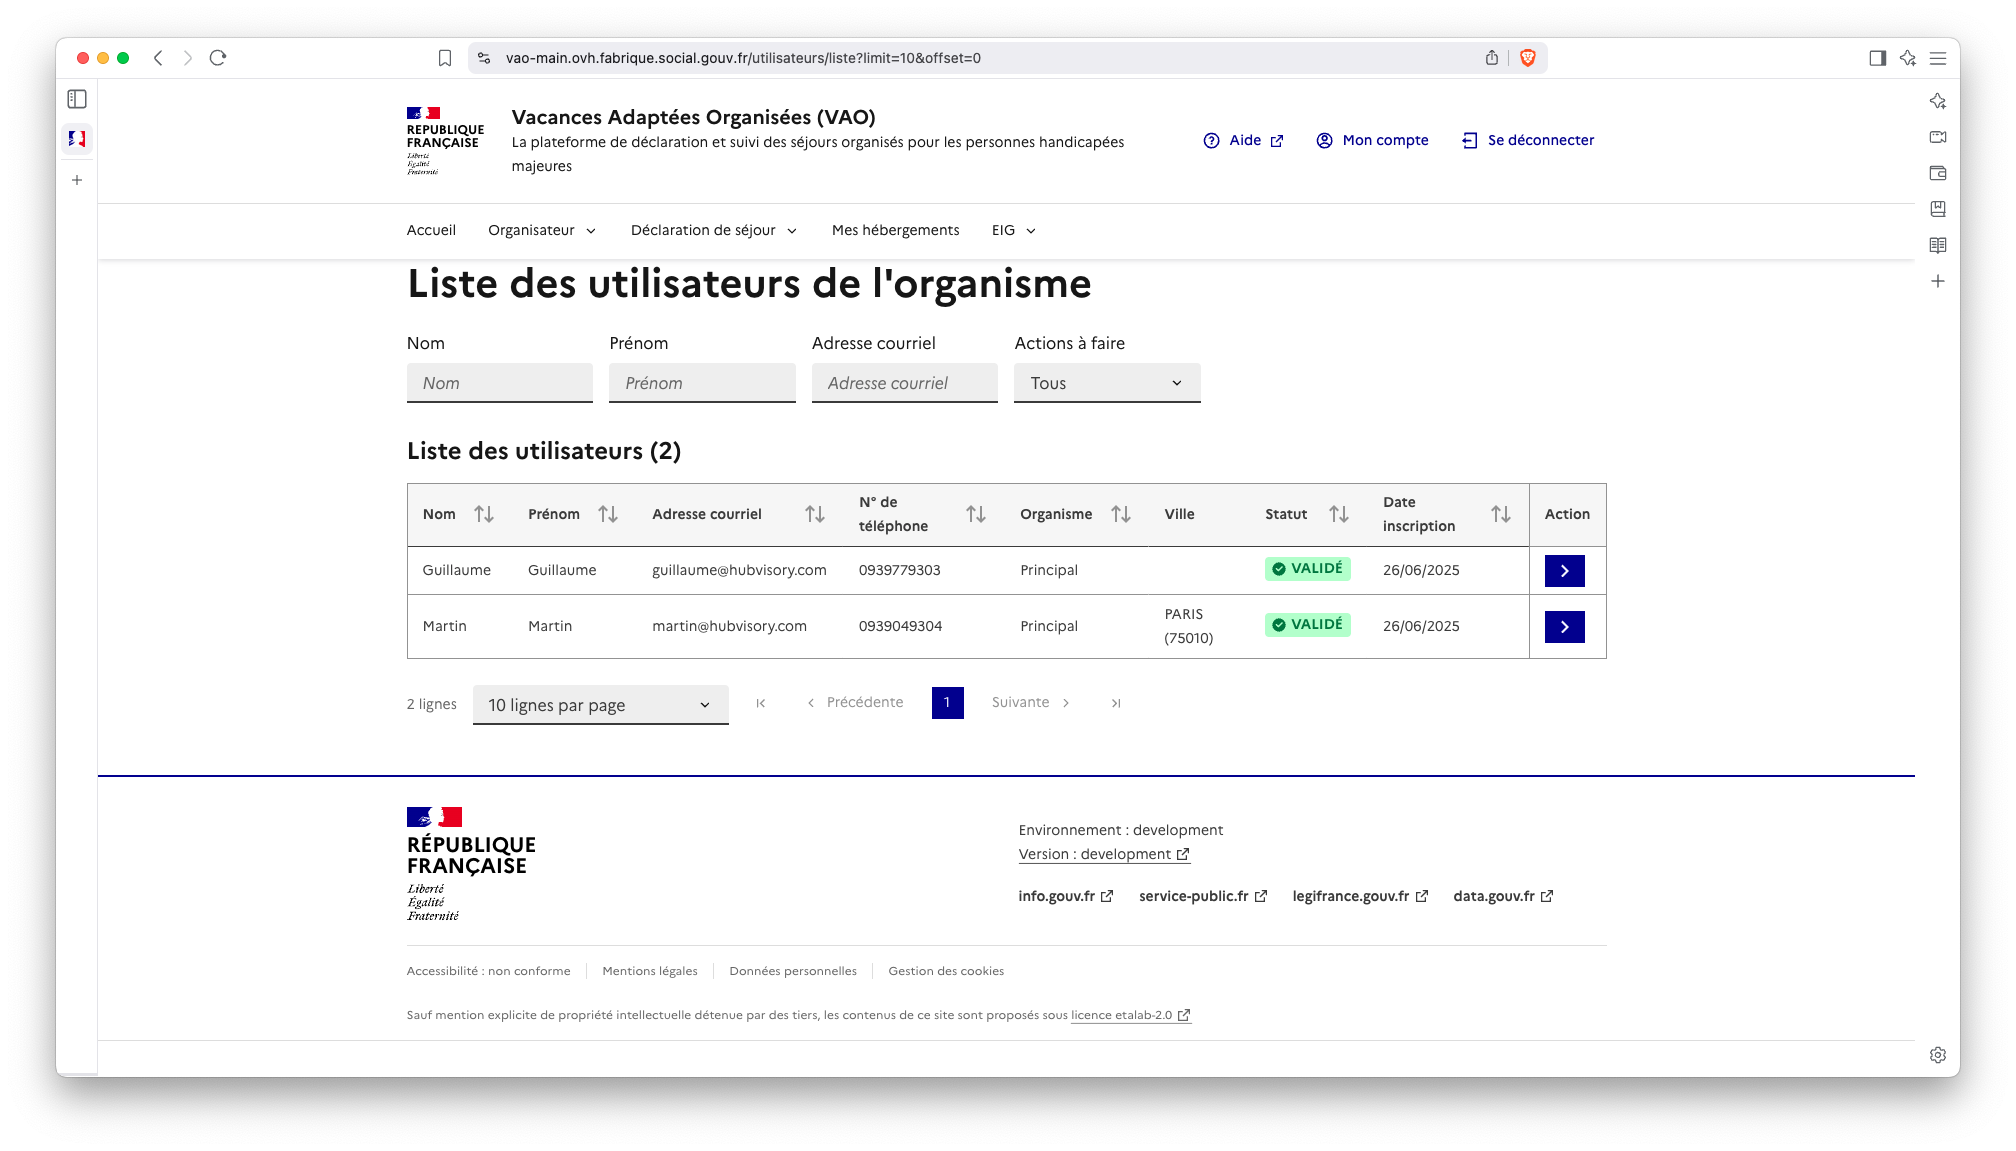 vao-main.ovh.fabrique.social.gouv.fr/utilisateurs/liste?limit=10&offset=0
RÉPUBLIQUE
FRANÇAISE
Liberté
Égalité
Fraternité
Vacances Adaptées Organisées (VAO)
La plateforme de déclaration et suivi des séjours organisés pour les personnes handicapées
majeures
Aide
Mon compte
Se déconnecter
Accueil
Organisateur
Déclaration de séjour
Mes hébergements
EIG
Liste des utilisateurs de l'organisme
Nom
Prénom
Adresse courriel
Actions à faire
Nom
Prénom
Adresse courriel
Tous
Liste des utilisateurs (2)
Nom
Prénom
Adresse courriel
N° de
téléphone
Organisme
Ville
Statut
Date
inscription
Action
Guillaume
Guillaume
guillaume@hubvisory.com
0939779303
Principal
VALIDÉ
26/06/2025
Martin
Martin
martin@hubvisory.com
0939049304
Principal
PARIS
(75010)
VALIDÉ
26/06/2025
2 lignes
10 lignes par page
Précédente
1
Suivante
RÉPUBLIQUE
FRANÇAISE
Liberté
Égalité
Fraternité
Environnement : development
Version : development
info.gouv.fr
service-public.fr
legifrance.gouv.fr
data.gouv.fr
Accessibilité : non conforme
Mentions légales
Données personnelles
Gestion des cookies
Sauf mention explicite de propriété intellectuelle détenue par des tiers, les contenus de ce site sont proposés sous licence etalab-2.0